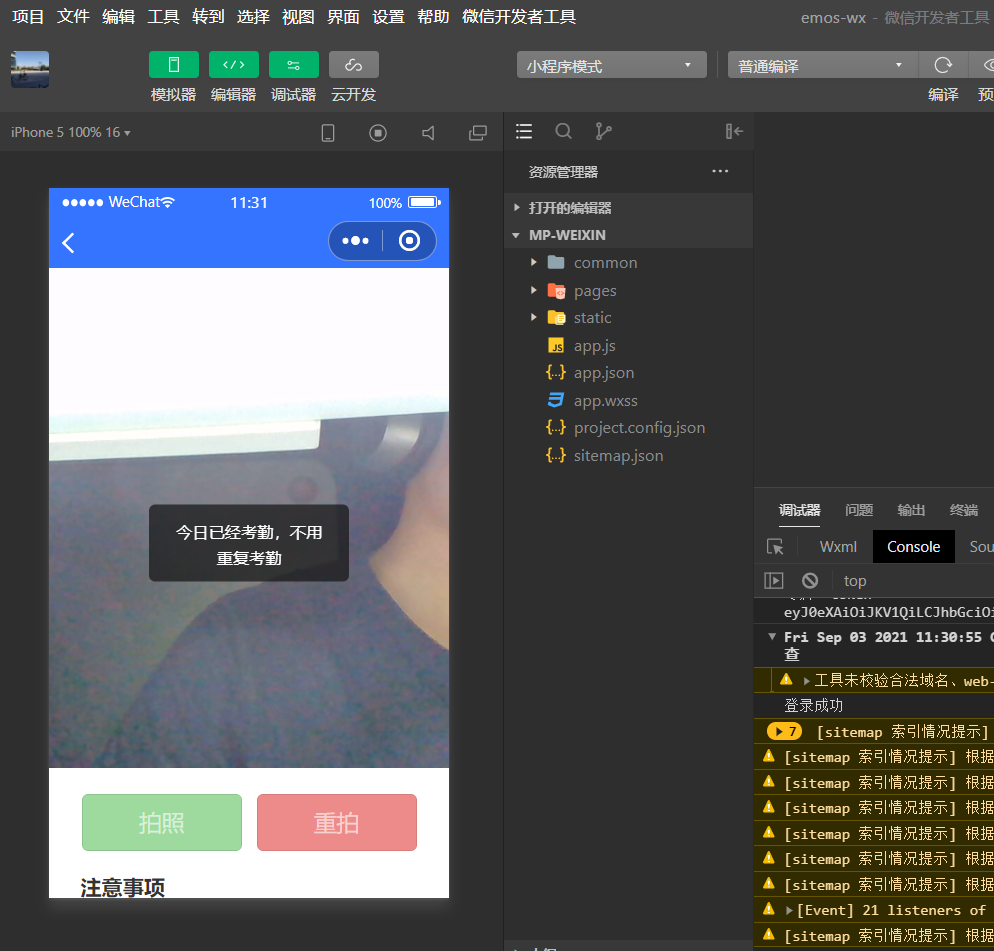 项目 文件 编辑 工具 转到 选择 视图 界面 设置 帮助 微信开发者工具
emos-wx - 微信开发者工具
小程序模式
普通编译
模拟器 编辑器 调试器 云开发
编译
iPhone 5 100% 16
WeChat 11:31 100%
今日已经考勤，不用
重复考勤
拍照 重拍
注意事项
资源管理器
打开的编辑器
MP-WEIXIN
common
pages
static
app.js
app.json
app.wxss
project.config.json
sitemap.json
调试器 问题 输出 终端
Wxml Console Sou
top
eyJ0eXAiOiJKV1QiLCJhbGciOi
Fri Sep 03 2021 11:30:55
查
工具未校验合法域名、web-
登录成功
7 [sitemap 索引情况提示]
[sitemap 索引情况提示] 根据
[sitemap 索引情况提示] 根据
[sitemap 索引情况提示] 根据
[sitemap 索引情况提示] 根据
[sitemap 索引情况提示] 根据
[sitemap 索引情况提示] 根据
[Event] 21 listeners of
[sitemap 索引情况提示] 根据